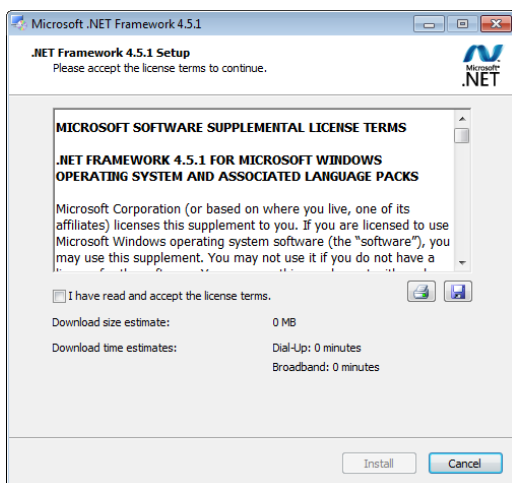 Microsoft .NET Framework 4.5.1
.NET Framework 4.5.1 Setup
Please accept the license terms to continue.
Microsoft
.NET
MICROSOFT SOFTWARE SUPPLEMENTAL LICENSE TERMS
.NET FRAMEWORK 4.5.1 FOR MICROSOFT WINDOWS
OPERATING SYSTEM AND ASSOCIATED LANGUAGE PACKS
Microsoft Corporation (or based on where you live, one of its
affiliates) licenses this supplement to you. If you are licensed to use
Microsoft Windows operating system software (the “software”), you
may use this supplement. You may not use it if you do not have a
I have read and accept the license terms.
Download size estimate: 0 MB
Download time estimates: Dial-Up: 0 minutes
Broadband: 0 minutes
Install Cancel